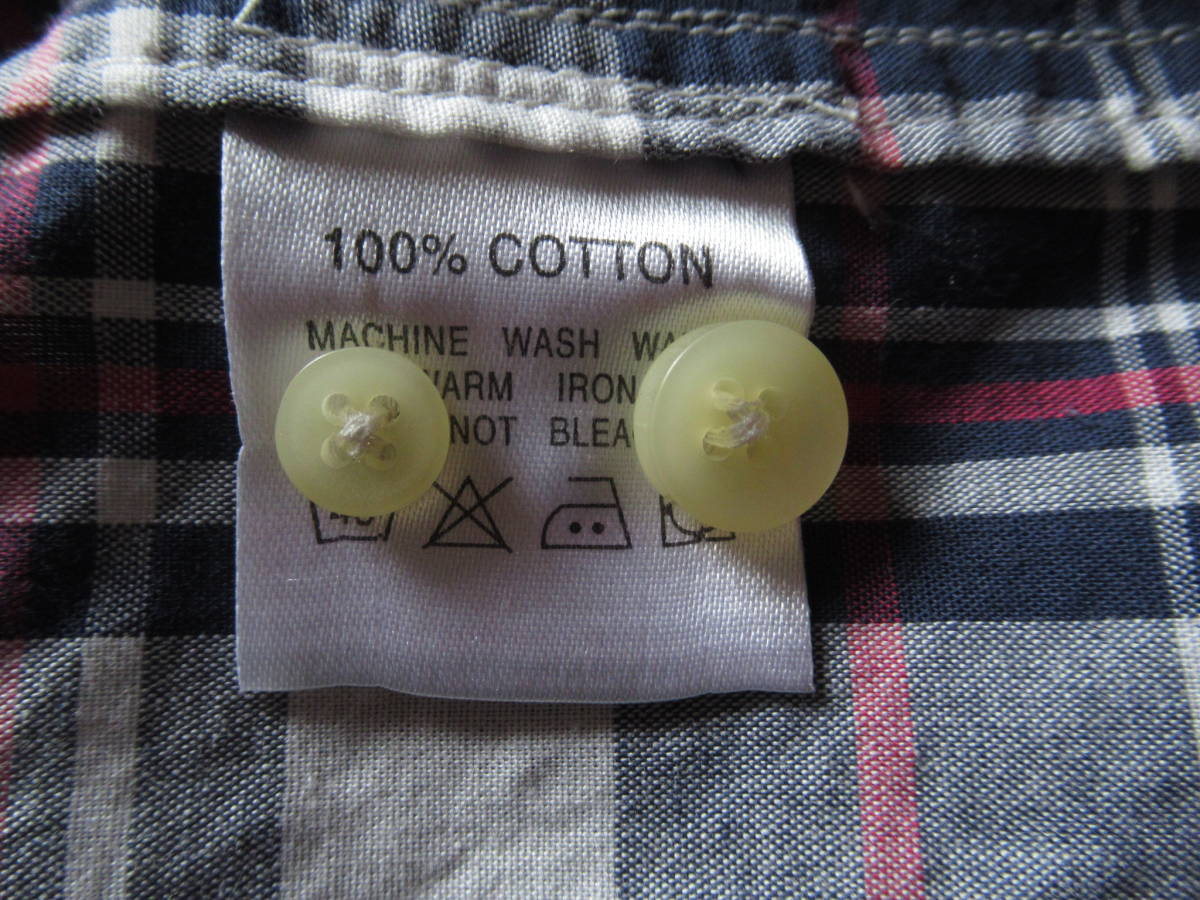 100% COTTON
MACHINE WASH
WARM IRON
NOT